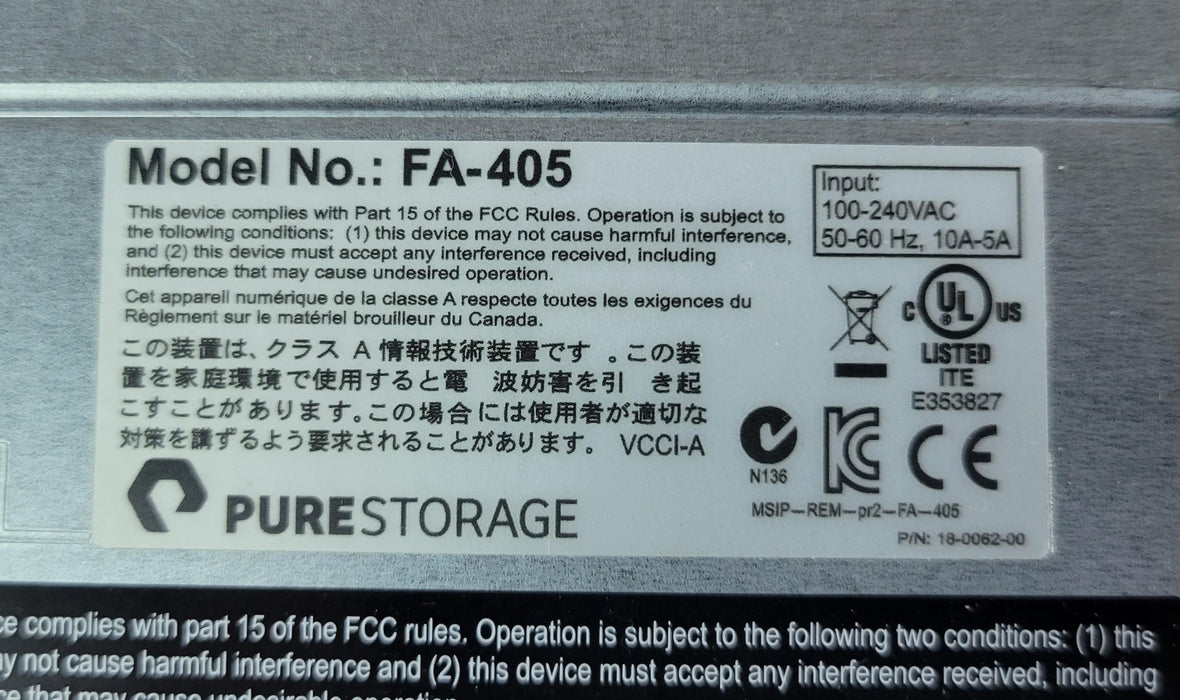 Model No.: FA-405
This device complies with Part 15 of the FCC Rules. Operation is subject to
the following conditions: (1) this device may not cause harmful interference,
and (2) this device must accept any interference received, including
interference that may cause undesired operation.
Cet appareil numérique de la classe A respecte toutes les exigences du
Règlement sur le matériel brouilleur du Canada.
この装置は、クラス A 情報技術装置です 。この装
置を家庭環境で使用すると電 波妨害を引 き起
こすことがあります。この場合には使用者が適切な
対策を講ずるよう要求されることがあります。 VCCI-A
PURESTORAGE
Input:
100-240VAC
50-60 Hz, 10A-5A
C UL US
®
LISTED
ITE
E353827
N136
KC
CE
MSIP-REM-pr2-FA-405
P/N: 18-0062-00
complies with part 15 of the FCC rules. Operation is subject to the following two conditions: (1) this
not cause harmful interference and (2) this device must accept any interference received, including
that may cause undesirable operation.